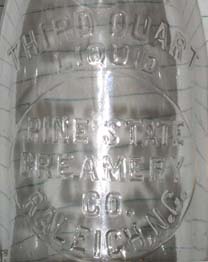 THIRD QUART
LIQUID
PINE STATE
CREAMERY
CO.
RALEIGH, N.C.